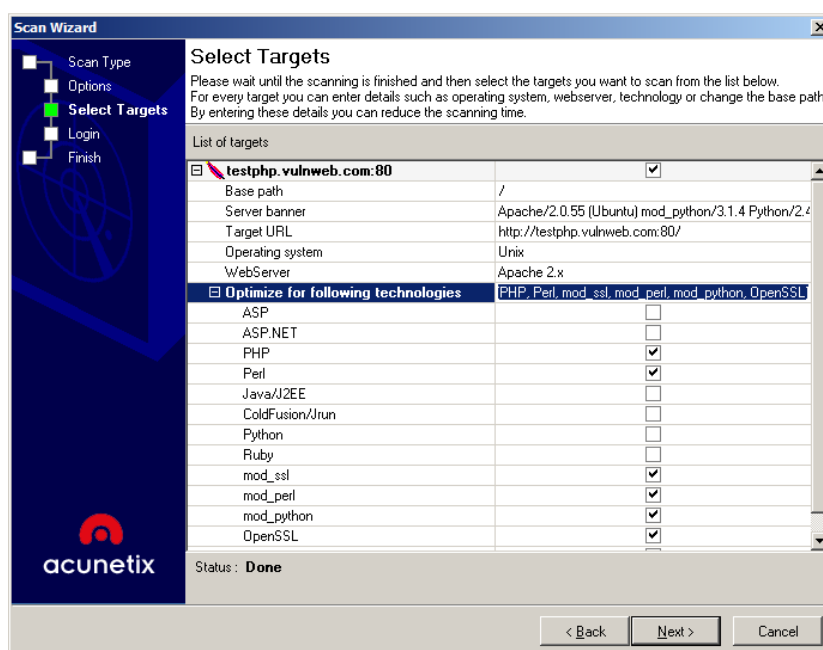 Scan Wizard
Scan Type
Options
Select Targets
Login
Finish
Select Targets
Please wait until the scanning is finished and then select the targets you want to scan from the list below.
For every target you can enter details such as operating system, webserver, technology or change the base path
By entering these details you can reduce the scanning time.
List of targets
testphp.vulnweb.com:80
Base path /
Server banner Apache/2.0.55 (Ubuntu) mod_python/3.1.4 Python/2.4
Target URL http://testphp.vulnweb.com:80/
Operating system Unix
WebServer Apache 2.x
Optimize for following technologies [PHP, Perl, mod_ssl, mod_perl, mod_python, OpenSSL]
ASP
ASP.NET
PHP
Perl
Java/J2EE
ColdFusion/Jrun
Python
Ruby
mod_ssl
mod_perl
mod_python
OpenSSL
acunetix
Status : Done
< Back Next > Cancel